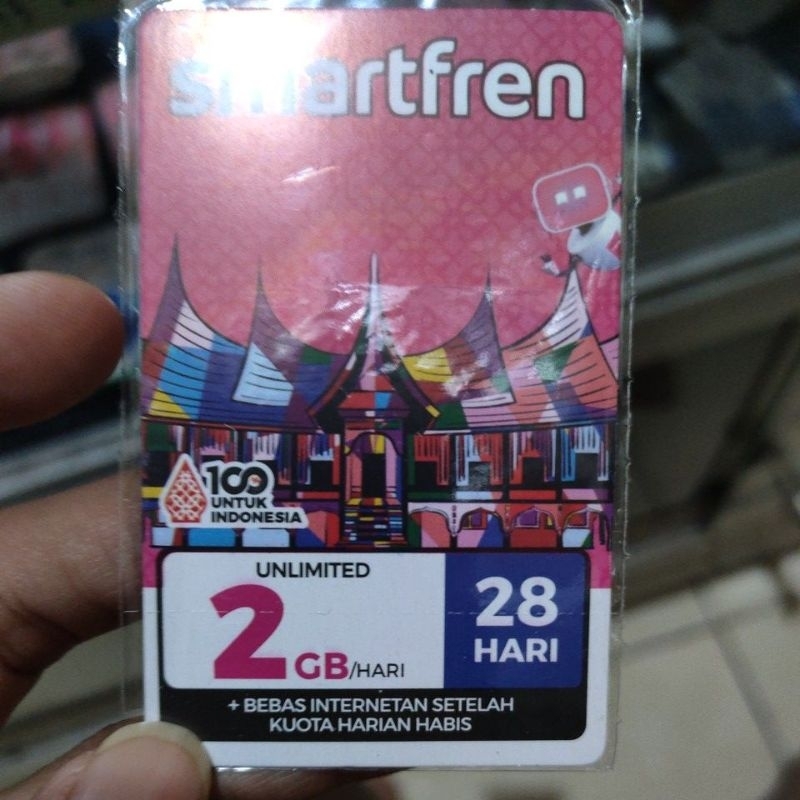 smartfren
100
UNTUK
INDONESIA
UNLIMITED
2GB/HARI
28
HARI
+ BEBAS INTERNETAN SETELAH
KUOTA HARIAN HABIS